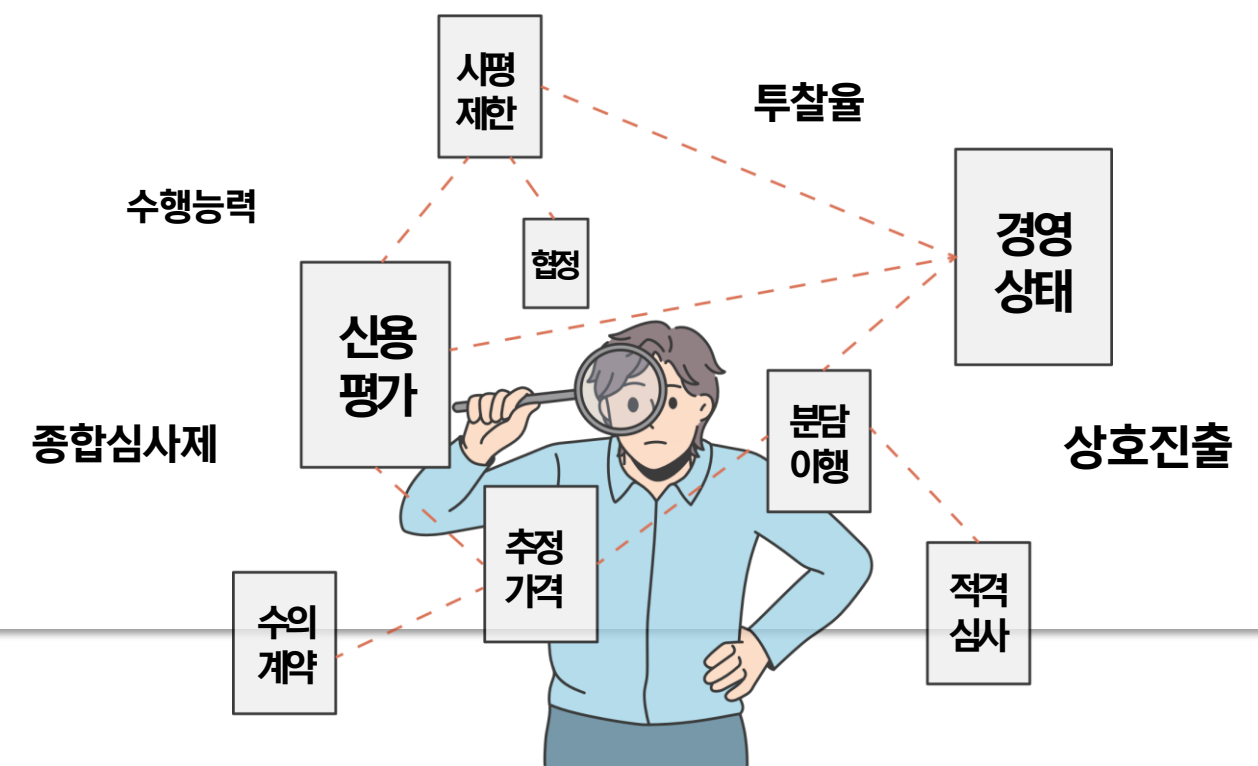 시평
제한
투찰율
수행능력
협정
경영
상태
신용
평가
종합심사제
분담
이행
상호진출
추정
가격
적격
심사
수의
계약